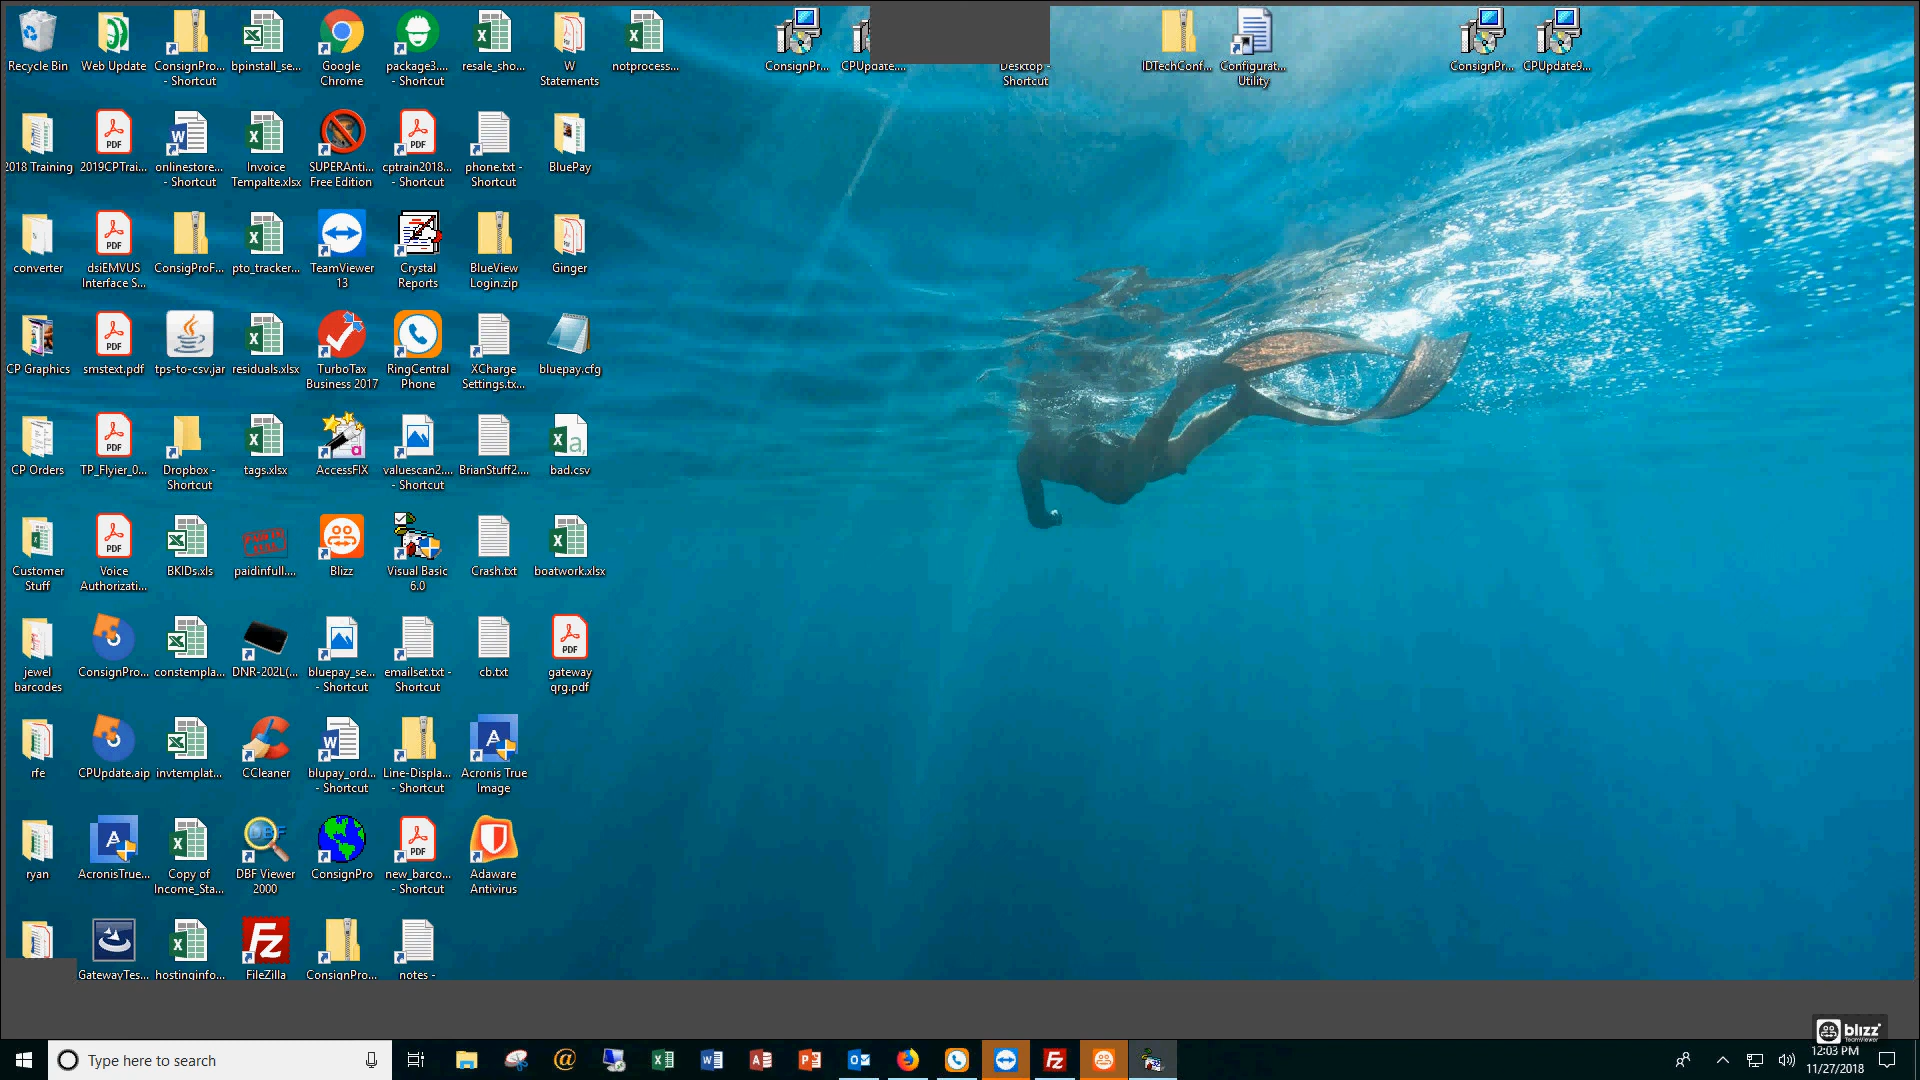 Recycle Bin
Web Update
ConsignPro...
- Shortcut
bpinstall_se...
Google
Chrome
package3....
- Shortcut
resale_sho...
W
Statements
notprocess...
ConsignPr...
CPUpdate....
Desktop -
Shortcut
IDTechConf...
Configurat...
Utility
ConsignPr...
CPUpdate9...
2018 Training
2019CPTrai...
onlinestore...
- Shortcut
Invoice
Tempalte.xlsx
SUPERAnti...
Free Edition
cptrain2018...
- Shortcut
phone.txt -
Shortcut
BluePay
converter
dsiEMVUS
Interface S...
ConsigProF...
pto_tracker...
TeamViewer
13
Crystal
Reports
BlueView
Login.zip
Ginger
CP Graphics
smstext.pdf
tps-to-csv.jar
residuals.xlsx
TurboTax
Business 2017
RingCentral
Phone
XCharge
Settings.tx...
bluepay.cfg
CP Orders
TP_Flyier_0...
Dropbox -
Shortcut
tags.xlsx
AccessFIX
valuescan2....
- Shortcut
BrianStuff2....
bad.csv
Customer
Stuff
Voice
Authorizati...
BKIDs.xls
paidinfull....
Blizz
Visual Basic
6.0
Crash.txt
boatwork.xlsx
jewel
barcodes
ConsignPro...
constempla...
DNR-202L(...
bluepay_se...
- Shortcut
emailset.txt -
Shortcut
cb.txt
gateway
qrg.pdf
rfe
CPUpdate.aip
invtemplat...
CCleaner
blupay_ord...
- Shortcut
Line-Displa...
- Shortcut
Acronis True
Image
ryan
AcronisTrue...
Copy of
Income_Sta...
DBF Viewer
2000
ConsignPro
new_barco...
- Shortcut
Adaware
Antivirus
GatewayTes...
hostinginfo...
FileZilla
ConsignPro...
notes -
blizz
TeamViewer
Type here to search
12:03 PM
11/27/2018